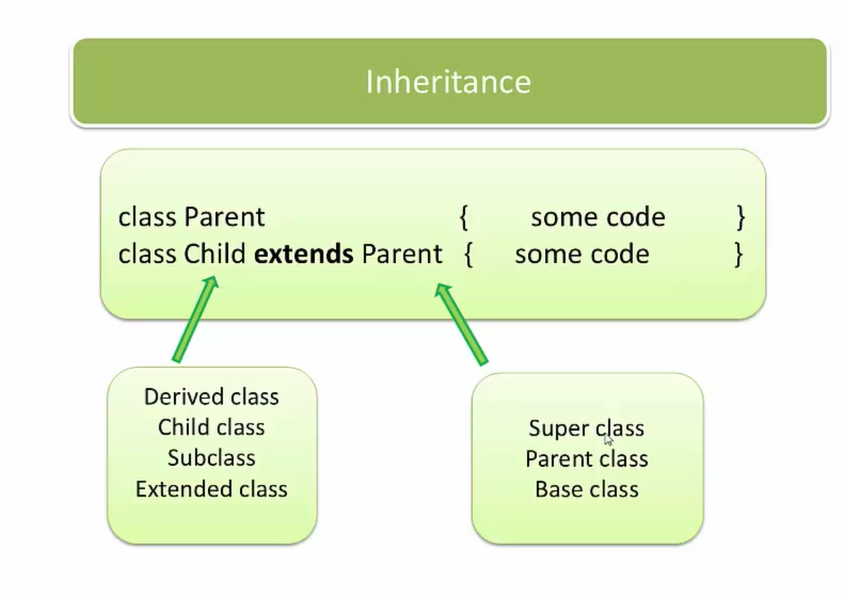 Inheritance
class Parent { some code }
class Child extends Parent { some code }
Derived class
Child class
Subclass
Extended class
Super class
Parent class
Base class